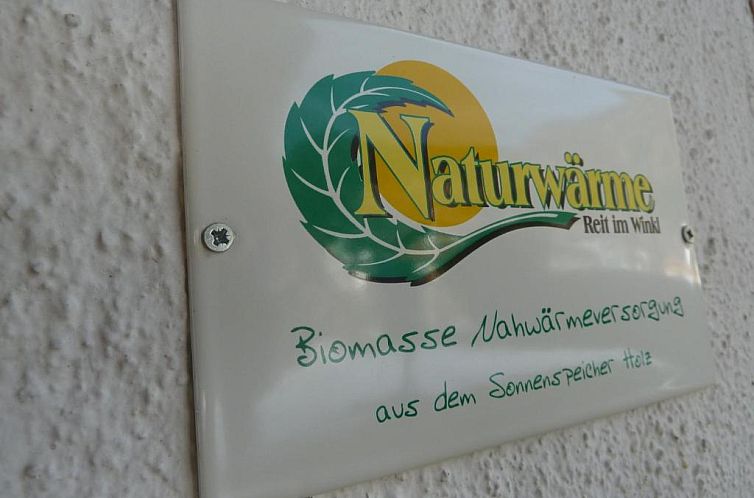 Naturwärme
Reit im Winkl
Biomasse Nahwärmeversorgung
aus dem Sonnenspeicher Holz